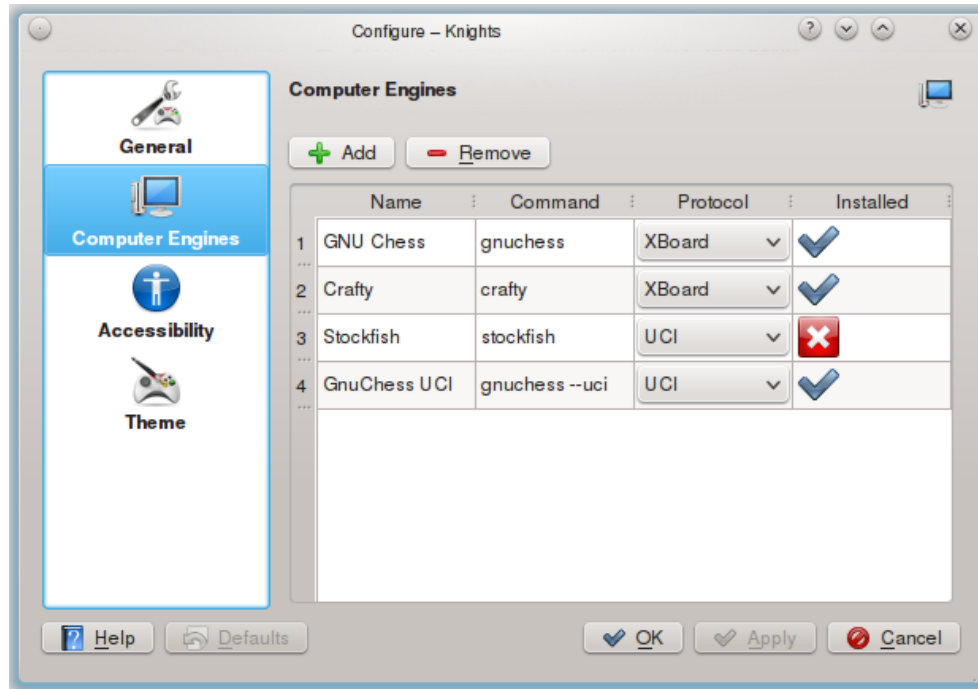 Configure – Knights
General
Computer Engines
Accessibility
Theme
Computer Engines
Add Remove
Name Command Protocol Installed
1 GNU Chess gnuchess XBoard
2 Crafty crafty XBoard
3 Stockfish stockfish UCI
4 GnuChess UCI gnuchess --uci UCI
Help Defaults OK Apply Cancel